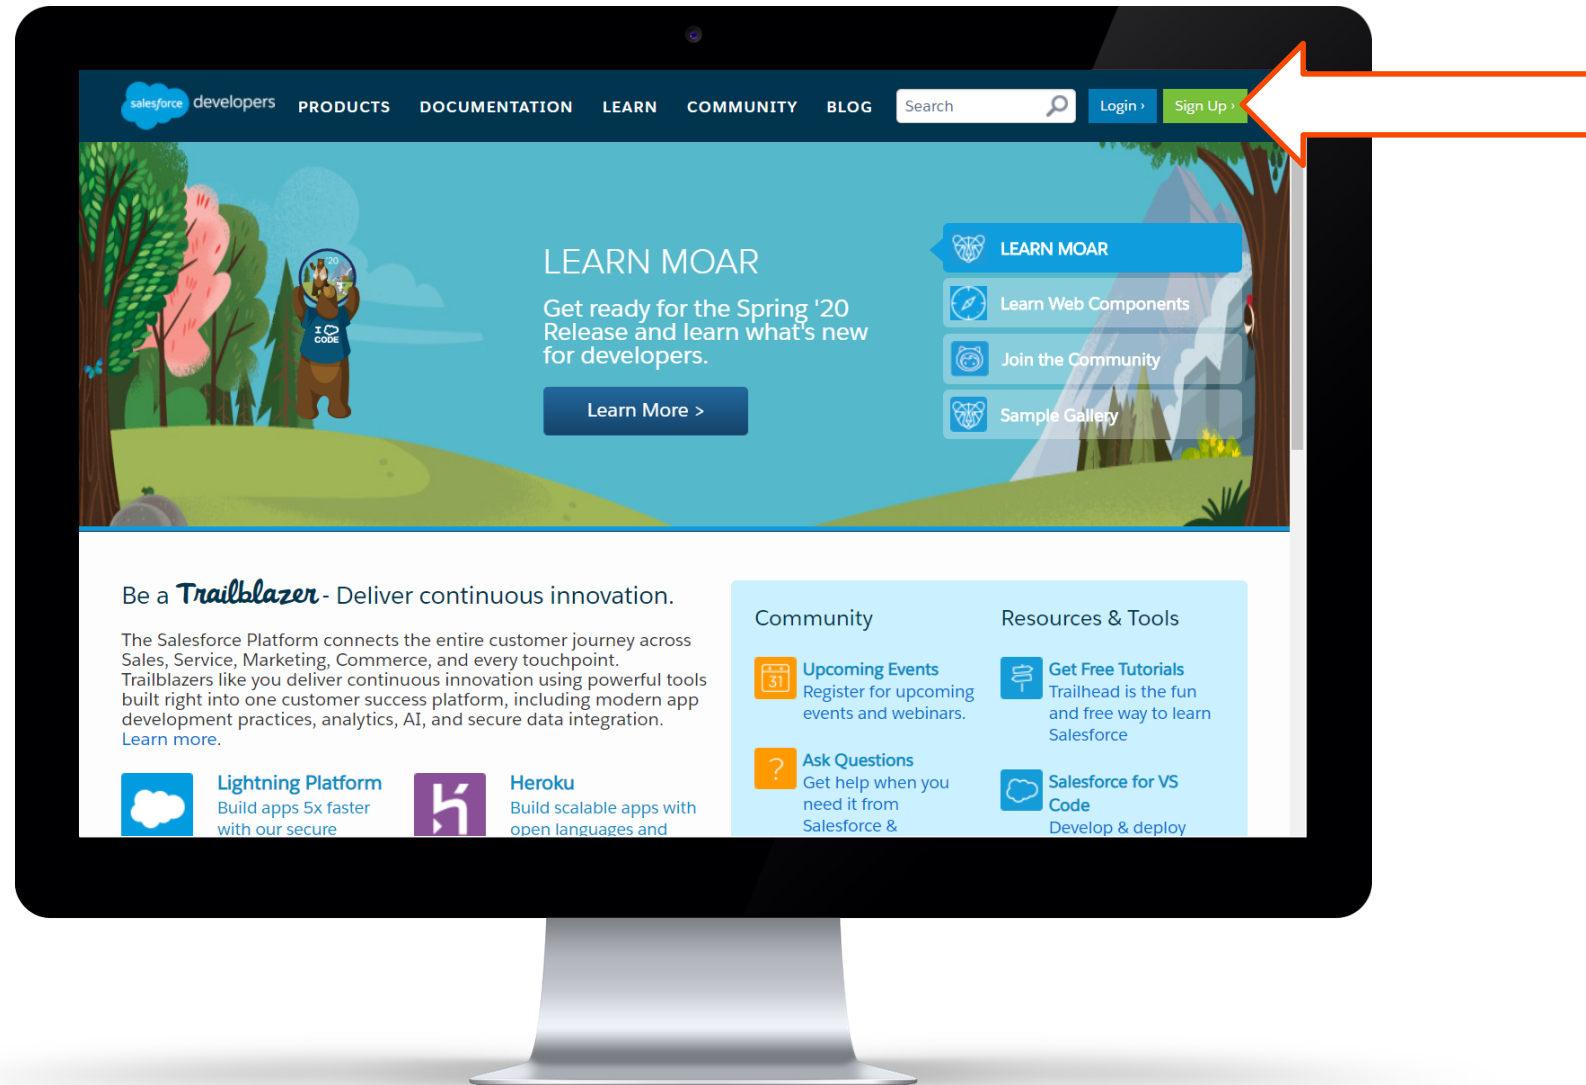 salesforce developers PRODUCTS DOCUMENTATION LEARN COMMUNITY BLOG Search Login › Sign Up ›
'20
I
CODE
LEARN MOAR
Get ready for the Spring '20
Release and learn what's new
for developers.
Learn More >
LEARN MOAR
Learn Web Components
Join the Community
Sample Gallery
Be a Trailblazer - Deliver continuous innovation.
The Salesforce Platform connects the entire customer journey across
Sales, Service, Marketing, Commerce, and every touchpoint.
Trailblazers like you deliver continuous innovation using powerful tools
built right into one customer success platform, including modern app
development practices, analytics, AI, and secure data integration.
Learn more.
Lightning Platform
Build apps 5x faster
with our secure
Heroku
Build scalable apps with
open languages and
Community
31
Upcoming Events
Register for upcoming
events and webinars.
?
Ask Questions
Get help when you
need it from
Salesforce &
Resources & Tools
Get Free Tutorials
Trailhead is the fun
and free way to learn
Salesforce
Salesforce for VS
Code
Develop & deploy